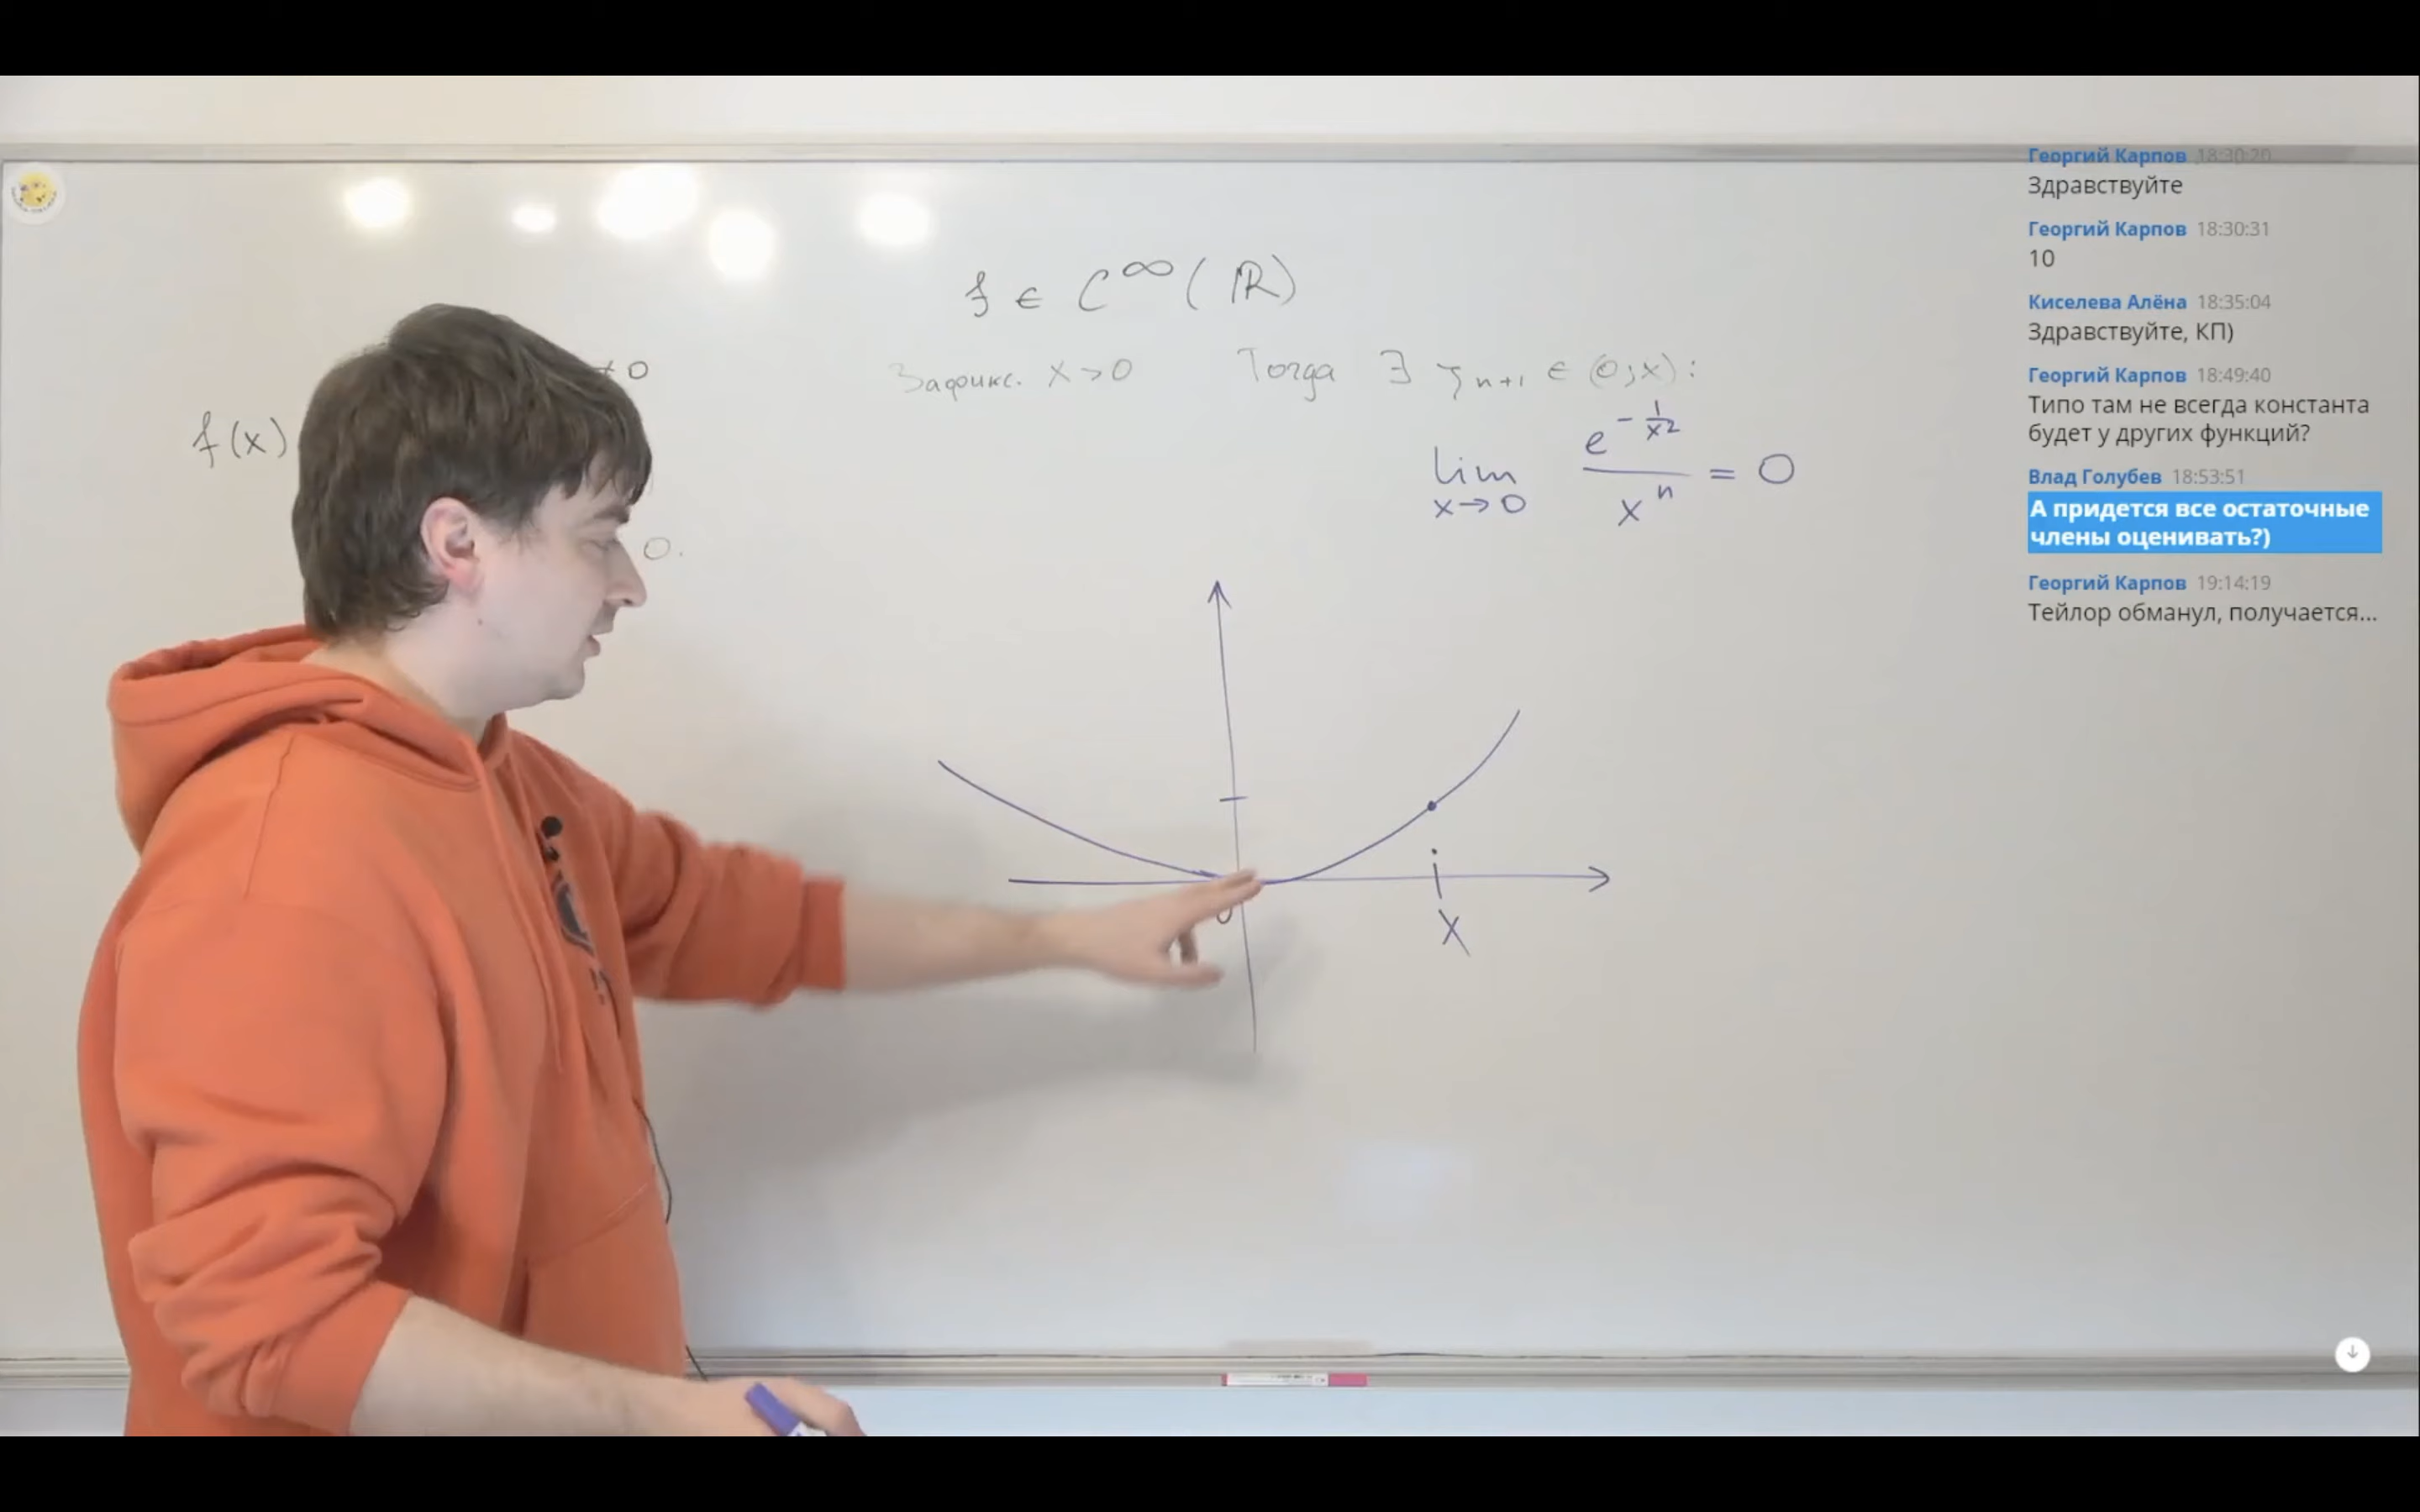 f ∈ C^∞(ℝ)
≠ 0
Зафикс. x > 0 Тогда ∃ ξ_{n+1} ∈ (0; x):
f(x)
lim_{x→0} e^{-1/x^2} / x^n = 0
0.
0
x
Георгий Карпов 18:30:20
Здравствуйте
Георгий Карпов 18:30:31
10
Киселева Алёна 18:35:04
Здравствуйте, КП)
Георгий Карпов 18:49:40
Типо там не всегда константа
будет у других функций?
Влад Голубев 18:53:51
А придется все остаточные
члены оценивать?)
Георгий Карпов 19:14:19
Тейлор обманул, получается...